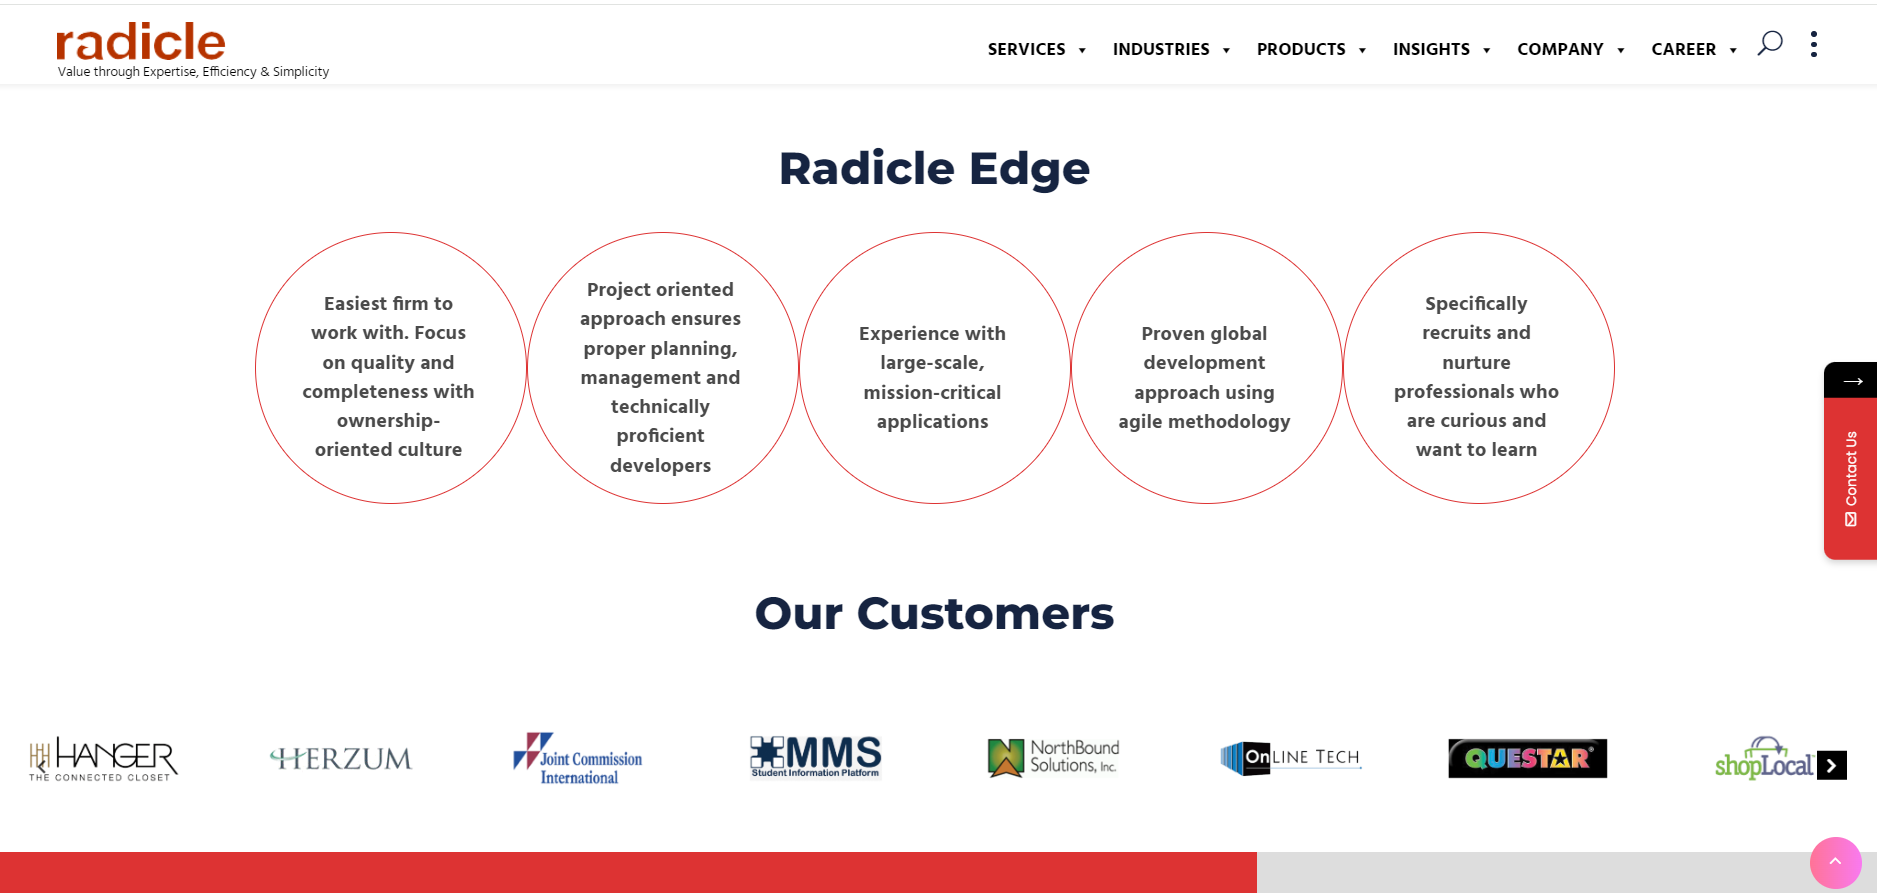 radicle
Value through Expertise, Efficiency & Simplicity
SERVICES
INDUSTRIES
PRODUCTS
INSIGHTS
COMPANY
CAREER
Radicle Edge
Easiest firm to
work with. Focus
on quality and
completeness with
ownership-
oriented culture
Project oriented
approach ensures
proper planning,
management and
technically
proficient
developers
Experience with
large-scale,
mission-critical
applications
Proven global
development
approach using
agile methodology
Specifically
recruits and
nurture
professionals who
are curious and
want to learn
Contact Us
Our Customers
HANGER
THE CONNECTED CLOSET
HERZUM
Joint Commission
International
MMS
Student Information Platform
NorthBound
Solutions, Inc.
OnLINE TECH
QUESTAR®
shopLocal